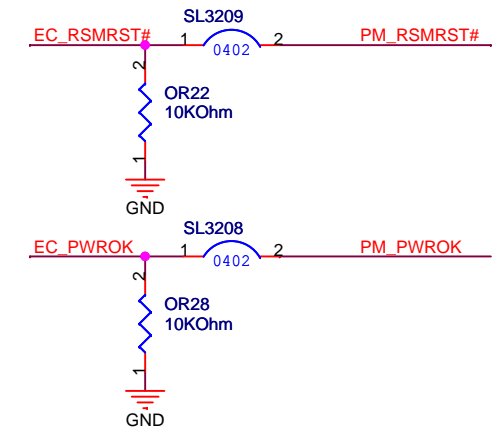 SL3209
EC_RSMRST# 1 2 PM_RSMRST#
0402
2
OR22
10KOhm
1
GND
SL3208
EC_PWROK 1 2 PM_PWROK
0402
2
OR28
10KOhm
1
GND